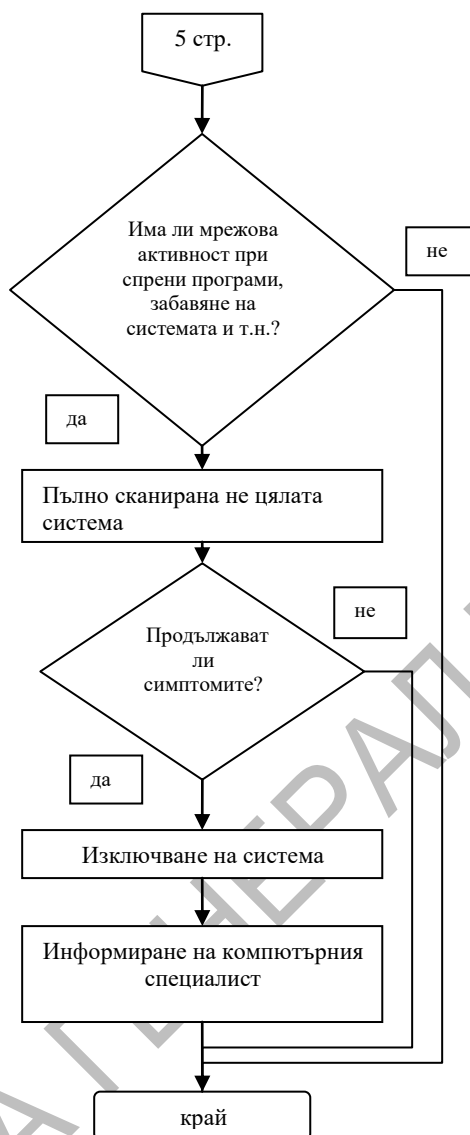 5 стр.
Има ли мрежова
активност при
спрени програми,
забавяне на
системата и т.н.?
не
да
Пълно сканирана не цялата
система
не
Продължават
ли
симптомите?
да
Изключване на система
Информиране на компютърния
специалист
край